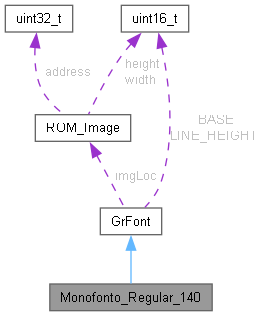 uint32_t
uint16_t
address
height
width
ROM_Image
BASE
LINE_HEIGHT
imgLoc
GrFont
Monofonto_Regular_140